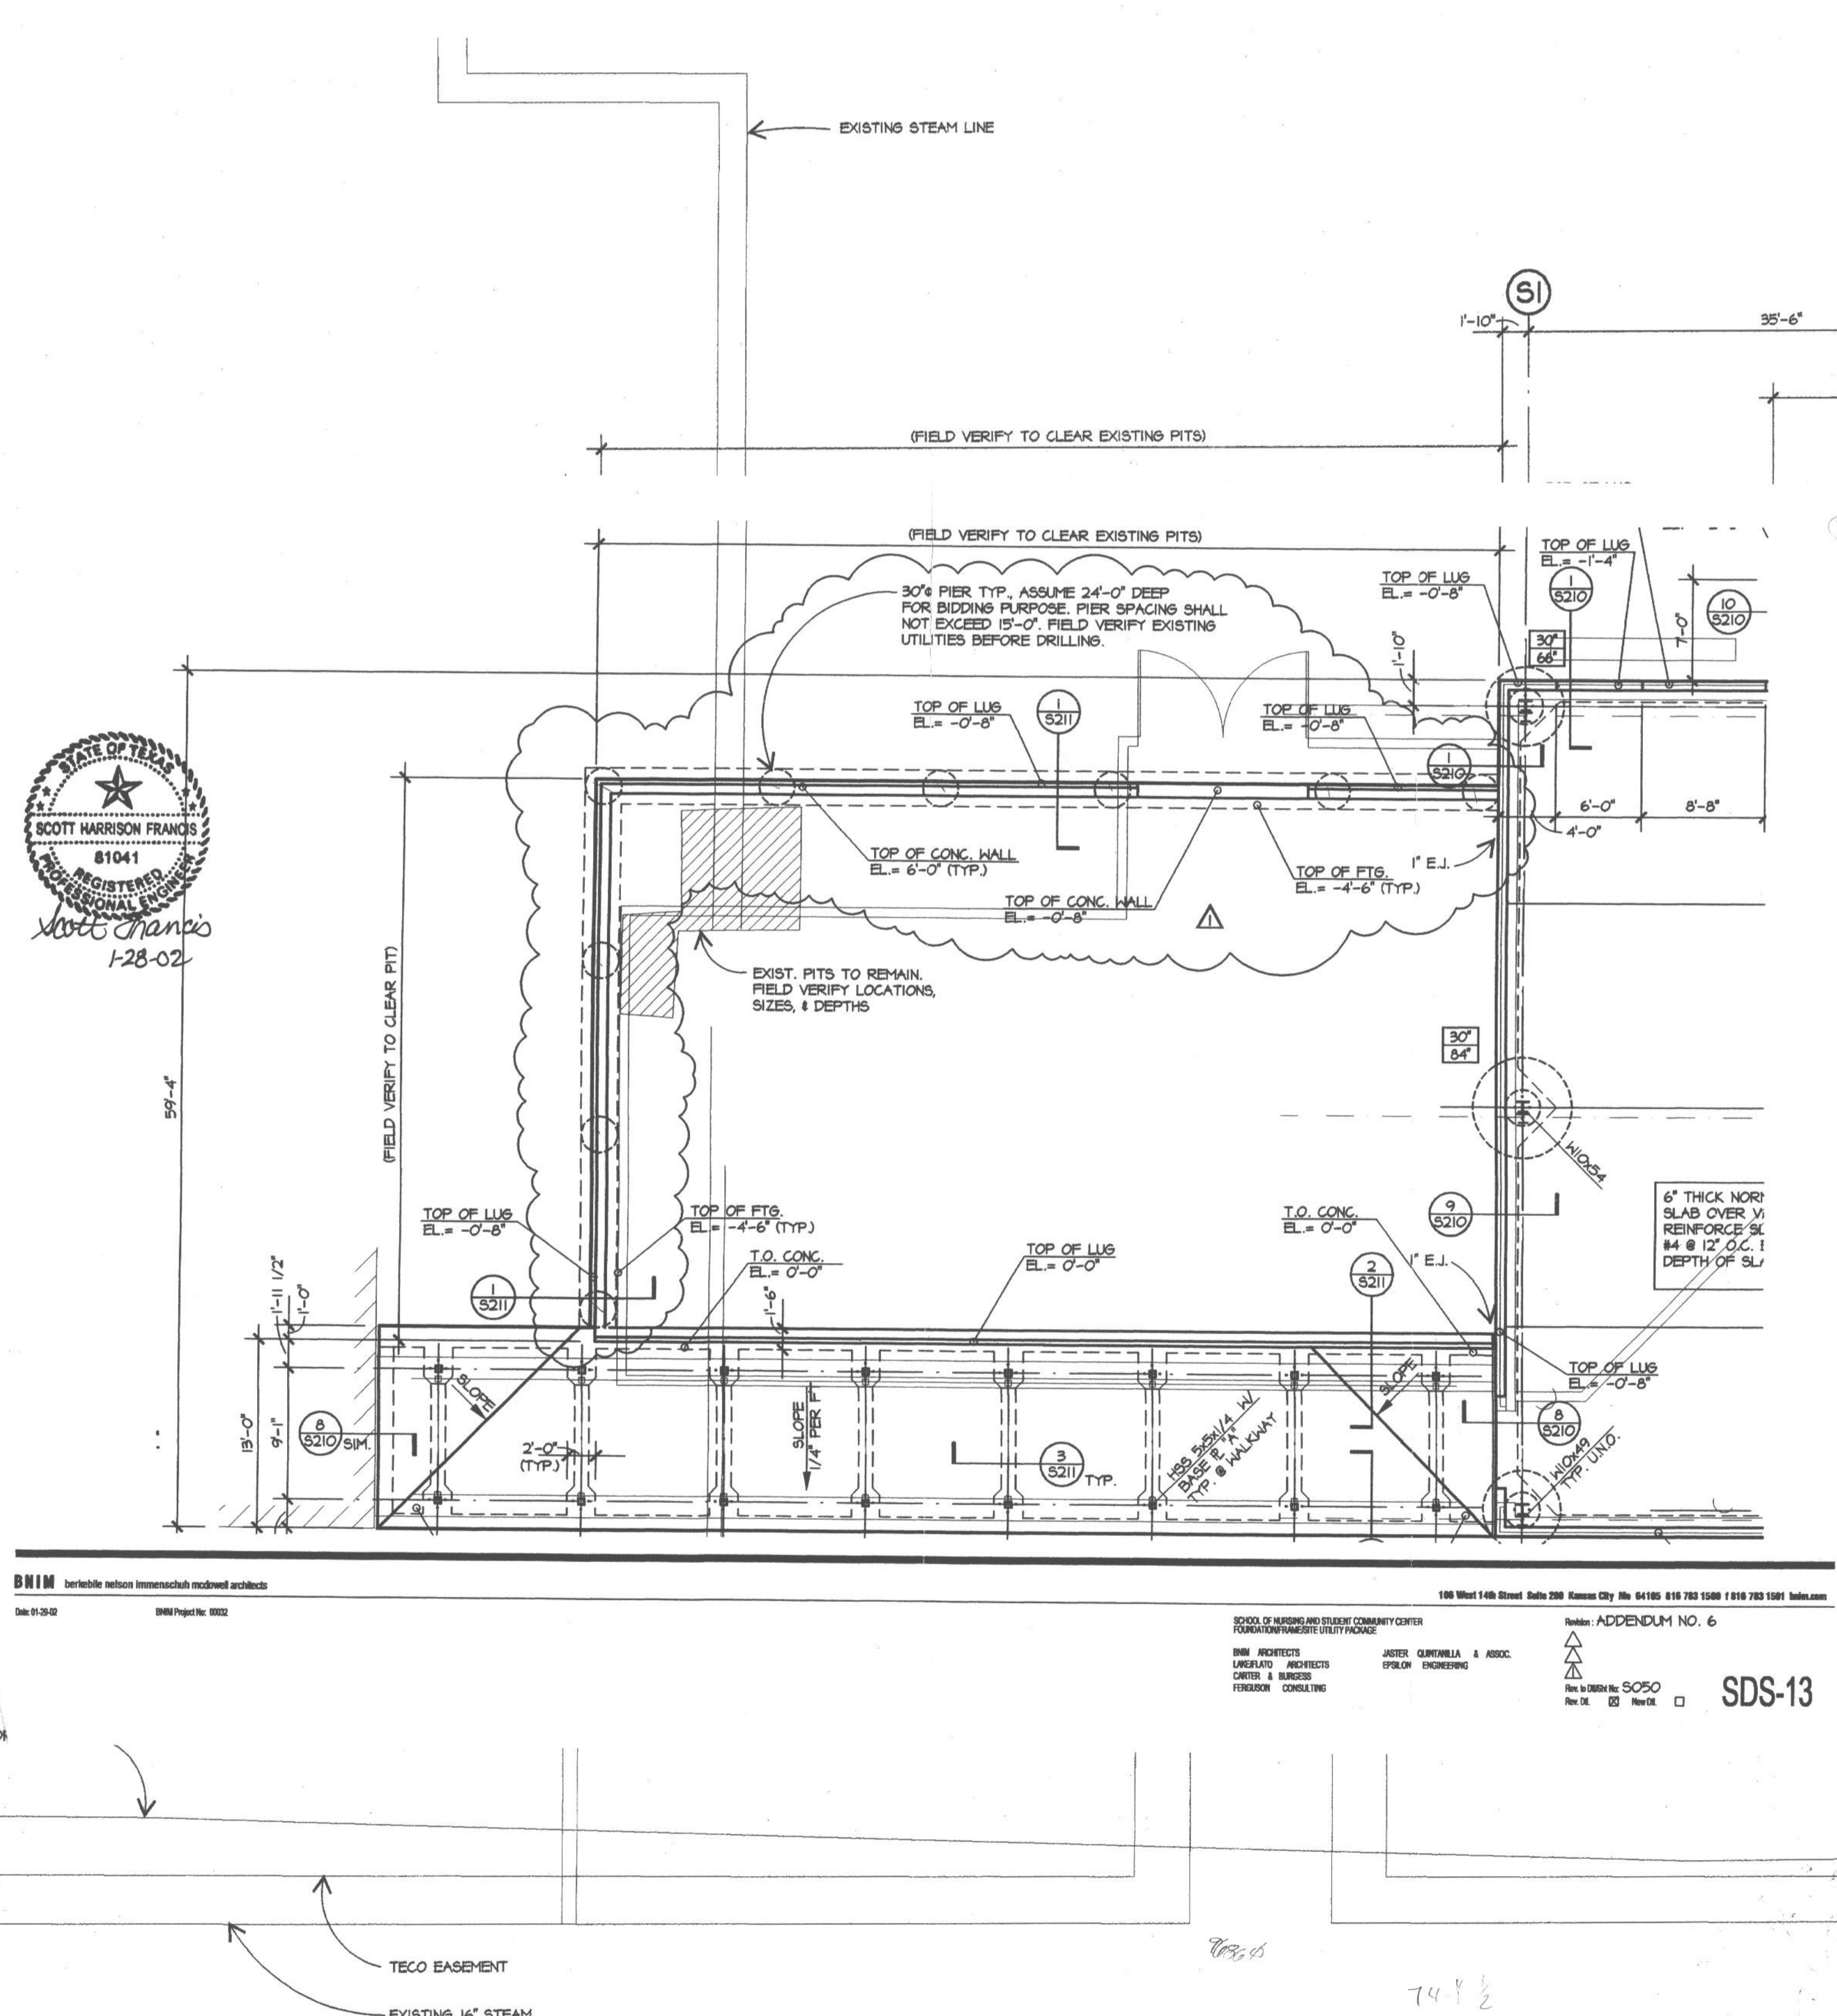 EXISTING STEAM LINE
S1
1'-10"
35'-6"
(FIELD VERIFY TO CLEAR EXISTING PITS)
(FIELD VERIFY TO CLEAR EXISTING PITS)
30"φ PIER TYP., ASSUME 24'-0" DEEP
FOR BIDDING PURPOSE. PIER SPACING SHALL
NOT EXCEED 15'-0". FIELD VERIFY EXISTING
UTILITIES BEFORE DRILLING.
TOP OF LUG
EL.= -0'-8"
TOP OF LUG
EL.= -1'-4"
1
S210
10
S210
7'-0"
30"
66"
1'-10"
TOP OF LUG
EL.= -0'-8"
1
S211
TOP OF LUG
EL.= -0'-8"
1
S210
6'-0"
8'-8"
4'-0"
STATE OF TEXAS
SCOTT HARRISON FRANCIS
81041
REGISTERED
PROFESSIONAL ENGINEER
Scott Francis
1-28-02
TOP OF CONC. WALL
EL.= 6'-0" (TYP.)
TOP OF CONC. WALL
EL.= -0'-8"
TOP OF FTG.
EL.= -4'-6" (TYP.)
1" E.J.
1
EXIST. PITS TO REMAIN.
FIELD VERIFY LOCATIONS,
SIZES, & DEPTHS
(FIELD VERIFY TO CLEAR PIT)
59'-4"
30"
84"
W10x54
6" THICK NOR
SLAB OVER
REINFORCE SL
#4 @ 12" O.C.
DEPTH OF SL
TOP OF LUG
EL.= -0'-8"
TOP OF FTG.
EL.= -4'-6" (TYP.)
T.O. CONC.
EL.= 0'-0"
TOP OF LUG
EL.= 0'-0"
T.O. CONC.
EL.= 0'-0"
9
S210
1" E.J.
2
S211
1
S211
1'-6"
1'-11 1/2"
1'-0"
13'-0"
9'-1"
8
S210 SIM.
SLOPE
2'-0"
(TYP.)
SLOPE
1/4" PER FT
3
S211 TYP.
HSS 5x5x1/4 W/
BASE PL "A"
TYP. @ WALKWAY
SLOPE
TOP OF LUG
EL.= -0'-8"
8
S210
W10x49
TYP. U.N.O.
BNIM berkebile nelson immenschuh mcdowell architects
106 West 14th Street Suite 200 Kansas City Mo 64105 816 783 1500 f 816 783 1501 bnim.com
Date: 01-29-02
BNIM Project No: 00032
SCHOOL OF NURSING AND STUDENT COMMUNITY CENTER
FOUNDATION/FRAME/SITE UTILITY PACKAGE
BNIM ARCHITECTS
LAKE/FLATO ARCHITECTS
CARTER & BURGESS
FERGUSON CONSULTING
JASTER QUINTANILLA & ASSOC.
EPSILON ENGINEERING
Revision: ADDENDUM NO. 6
Rev. to Dtl/Sht No: S050
Rev. Dtl. ☒ New Dtl. ☐
SDS-13
TECO EASEMENT
EXISTING 16" STEAM